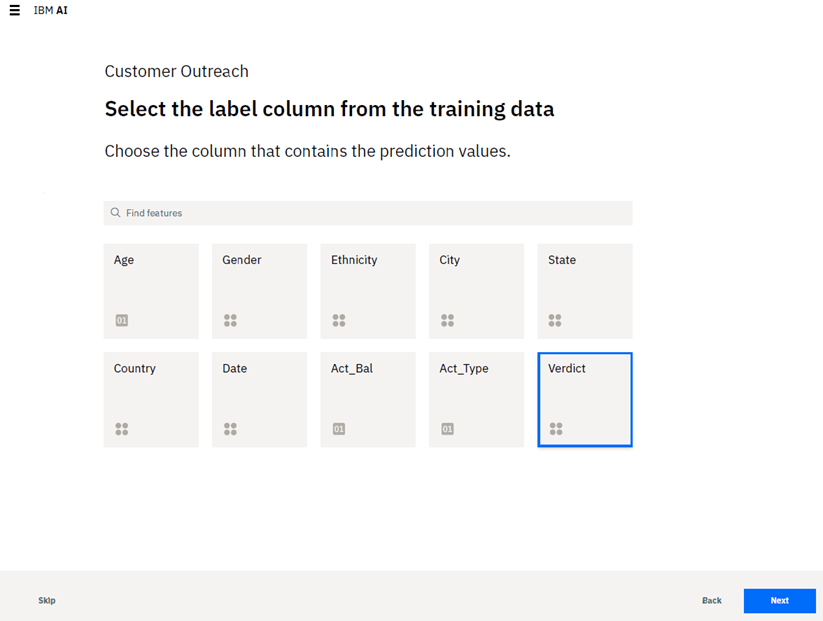 IBM AI
Customer Outreach
Select the label column from the training data
Choose the column that contains the prediction values.
Find features
Age Gender Ethnicity City State
01
Country Date Act_Bal Act_Type Verdict
01 01
Skip Back Next